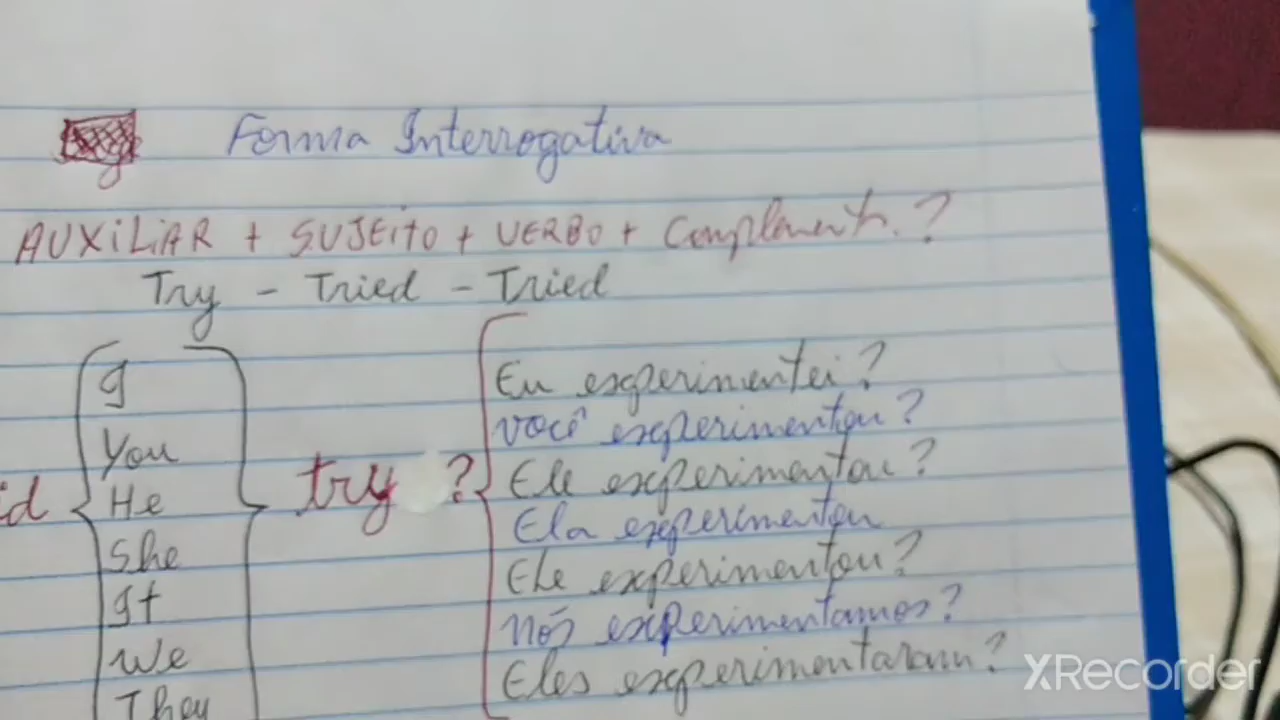 Forma Interrogativa
AUXiLiAR + SUJEiTO + VERBO + Complement. ?
Try - Tried - Tried
I
You
He
She
It
We
They
id
try ?
Eu experimentei?
Você experimentou?
Ele experimentou?
Ela experimentou
Ele experimentou?
Nós experimentamos?
Eles experimentaram?
XRecorder